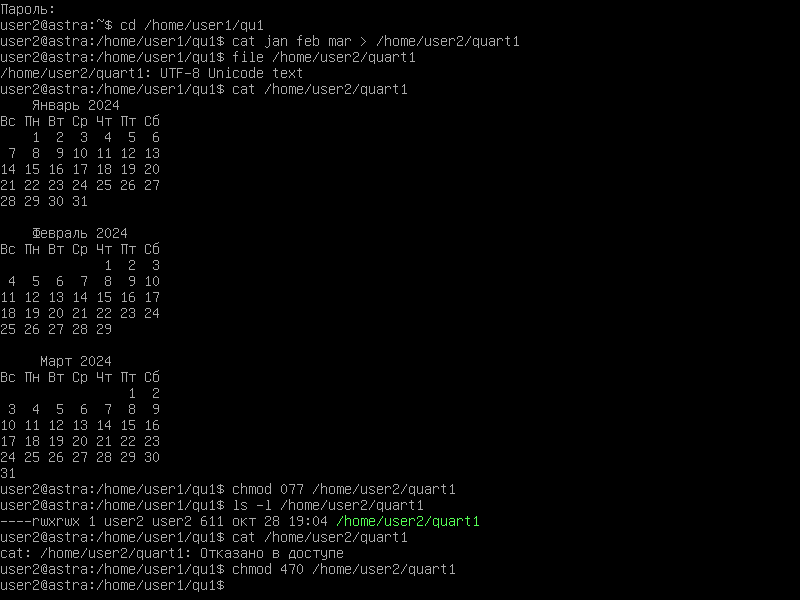 Пароль:
user2@astra:~$ cd /home/user1/qu1
user2@astra:/home/user1/qu1$ cat jan feb mar > /home/user2/quart1
user2@astra:/home/user1/qu1$ file /home/user2/quart1
/home/user2/quart1: UTF-8 Unicode text
user2@astra:/home/user1/qu1$ cat /home/user2/quart1
    Январь 2024
Вс Пн Вт Ср Чт Пт Сб
    1  2  3  4  5  6
 7  8  9 10 11 12 13
14 15 16 17 18 19 20
21 22 23 24 25 26 27
28 29 30 31
    Февраль 2024
Вс Пн Вт Ср Чт Пт Сб
             1  2  3
 4  5  6  7  8  9 10
11 12 13 14 15 16 17
18 19 20 21 22 23 24
25 26 27 28 29
     Март 2024
Вс Пн Вт Ср Чт Пт Сб
                1  2
 3  4  5  6  7  8  9
10 11 12 13 14 15 16
17 18 19 20 21 22 23
24 25 26 27 28 29 30
31
user2@astra:/home/user1/qu1$ chmod 077 /home/user2/quart1
user2@astra:/home/user1/qu1$ ls -l /home/user2/quart1
----rwxrwx 1 user2 user2 611 окт 28 19:04 /home/user2/quart1
user2@astra:/home/user1/qu1$ cat /home/user2/quart1
cat: /home/user2/quart1: Отказано в доступе
user2@astra:/home/user1/qu1$ chmod 470 /home/user2/quart1
user2@astra:/home/user1/qu1$